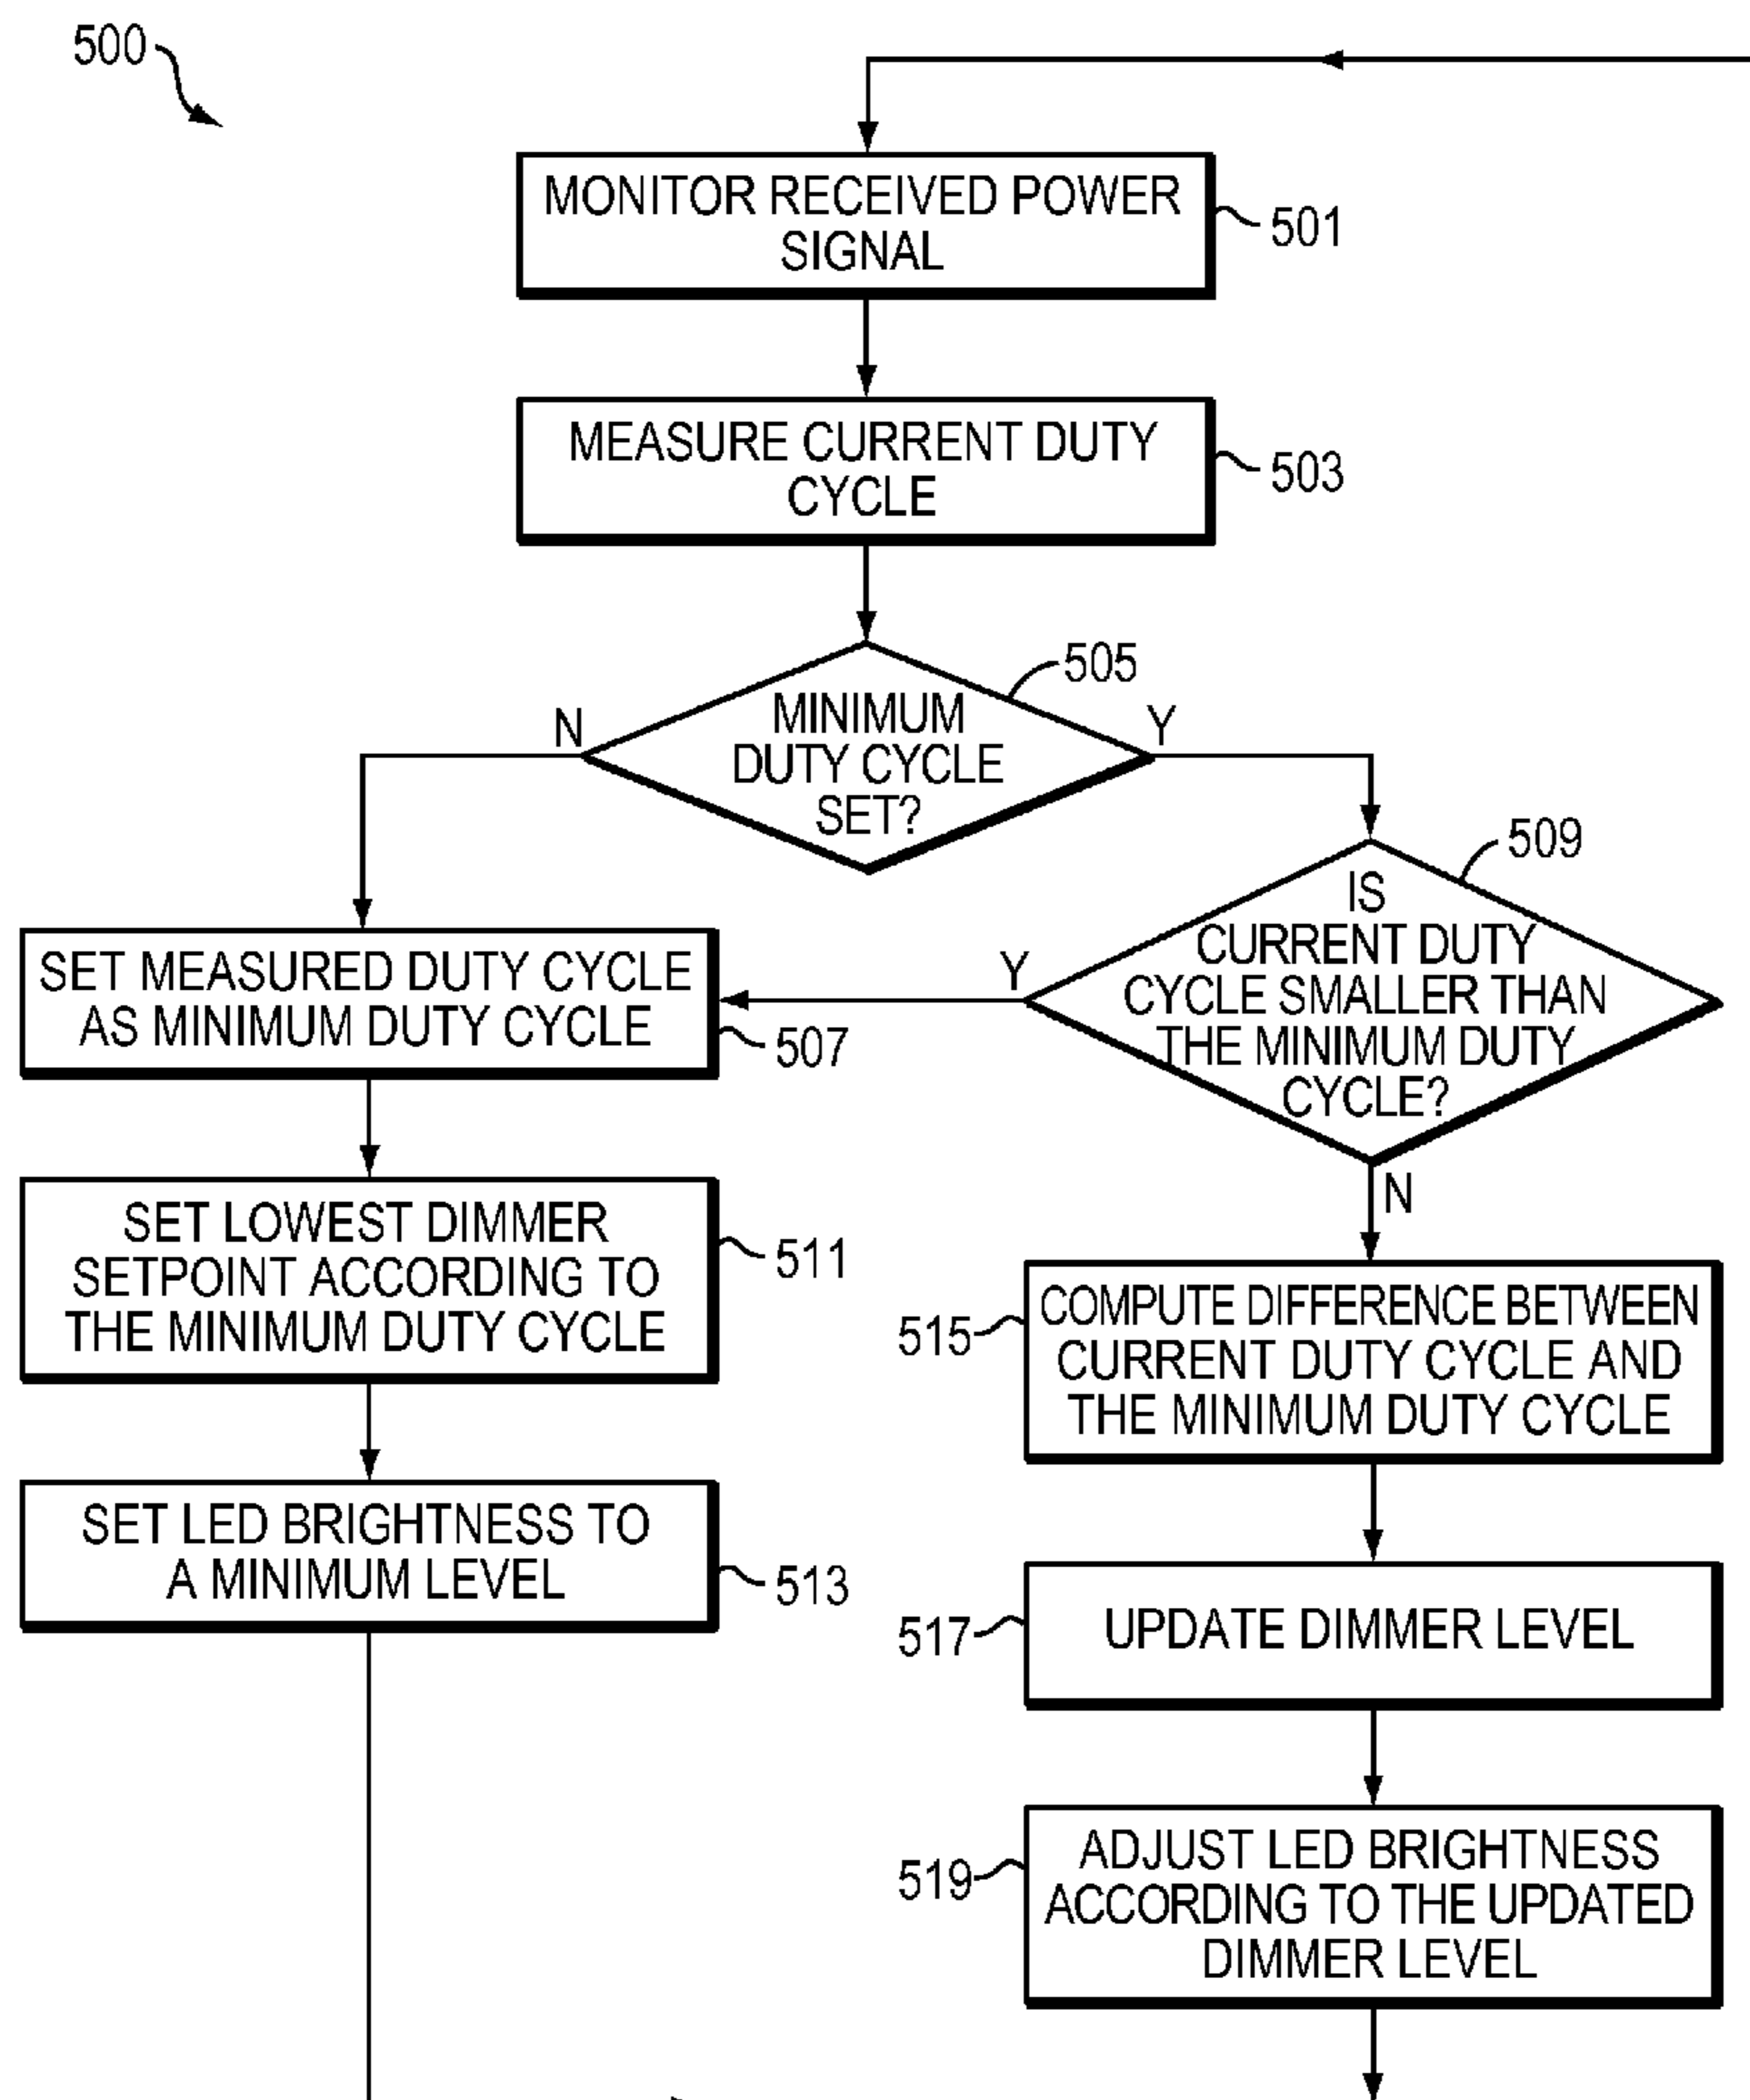 500
MONITOR RECEIVED POWER
SIGNAL
501
MEASURE CURRENT DUTY
CYCLE
503
505
MINIMUM
DUTY CYCLE
SET?
N
Y
509
IS
CURRENT DUTY
CYCLE SMALLER THAN
THE MINIMUM DUTY
CYCLE?
Y
N
SET MEASURED DUTY CYCLE
AS MINIMUM DUTY CYCLE
507
SET LOWEST DIMMER
SETPOINT ACCORDING TO
THE MINIMUM DUTY CYCLE
511
SET LED BRIGHTNESS TO
A MINIMUM LEVEL
513
515
COMPUTE DIFFERENCE BETWEEN
CURRENT DUTY CYCLE AND
THE MINIMUM DUTY CYCLE
517
UPDATE DIMMER LEVEL
519
ADJUST LED BRIGHTNESS
ACCORDING TO THE UPDATED
DIMMER LEVEL